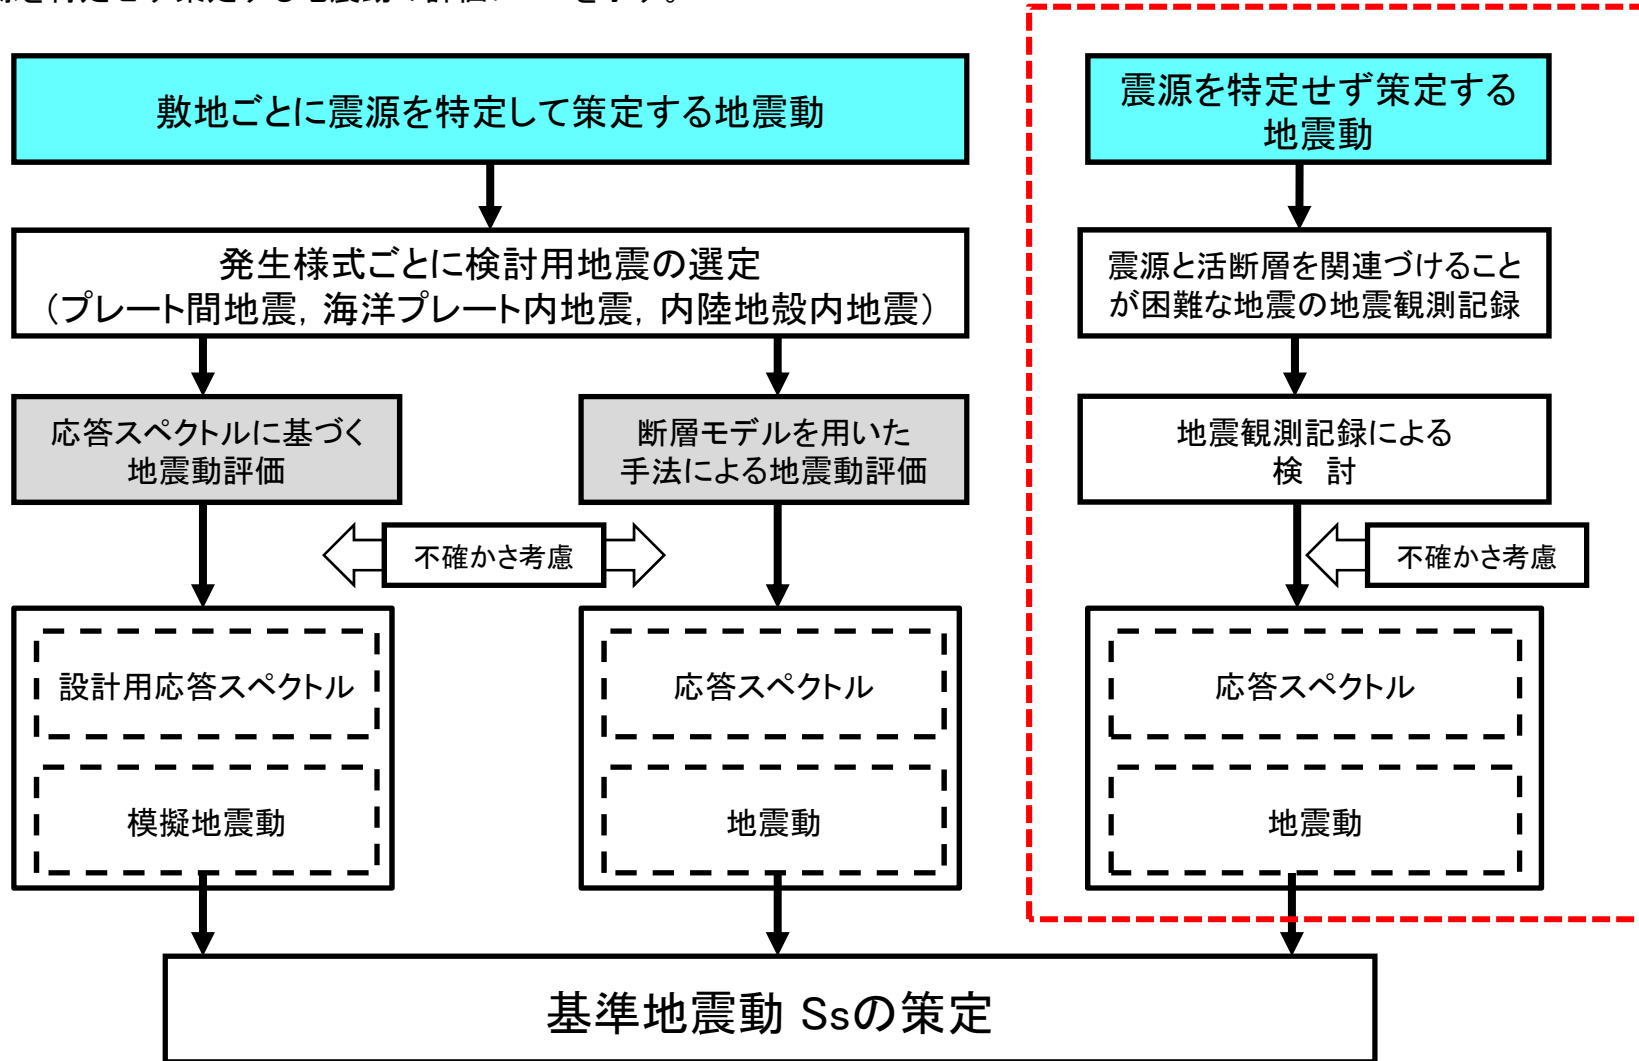 敷地ごとに震源を特定して策定する地震動
震源を特定せず策定する
地震動
発生様式ごとに検討用地震の選定
（プレート間地震，海洋プレート内地震，内陸地殻内地震）
震源と活断層を関連づけること
が困難な地震の地震観測記録
応答スペクトルに基づく
地震動評価
断層モデルを用いた
手法による地震動評価
地震観測記録による
検　討
不確かさ考慮
不確かさ考慮
設計用応答スペクトル
模擬地震動
応答スペクトル
地震動
応答スペクトル
地震動
基準地震動 Ssの策定